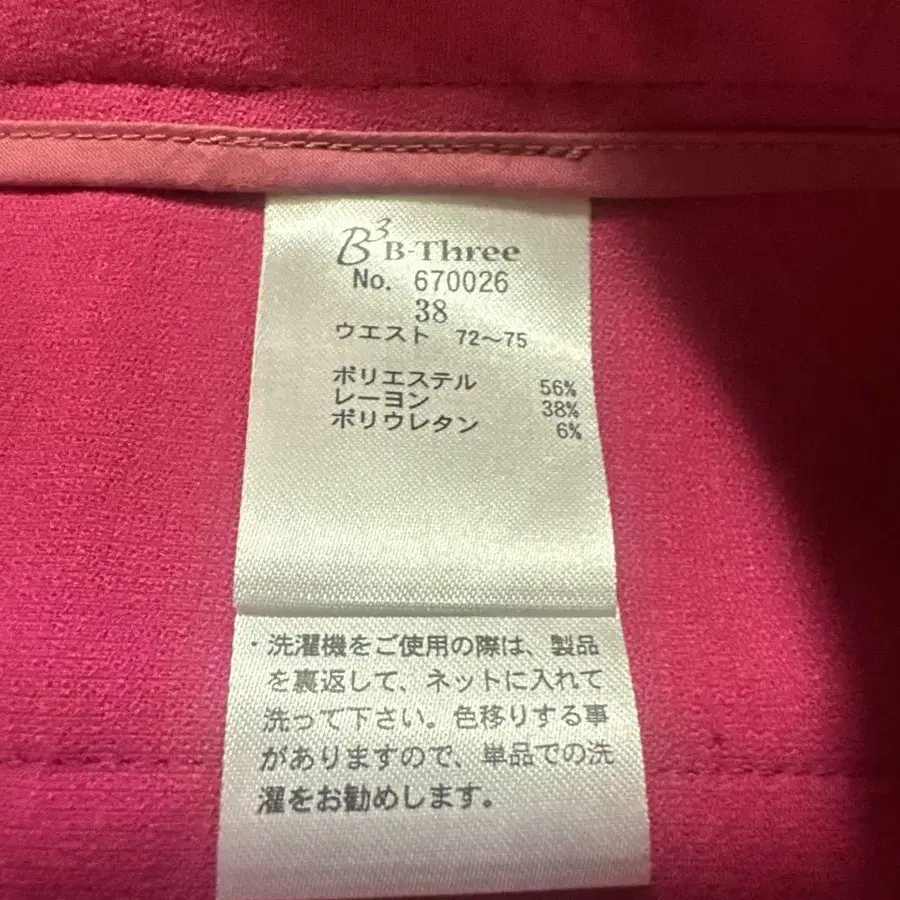 B³ B-Three
No. 670026
38
ウエスト 72～75
ポリエステル 56%
レーヨン 38%
ポリウレタン 6%
・洗濯機をご使用の際は、製品
を裏返して、ネットに入れて
洗って下さい。色移りする事
がありますので、単品での洗
濯をお勧めします。